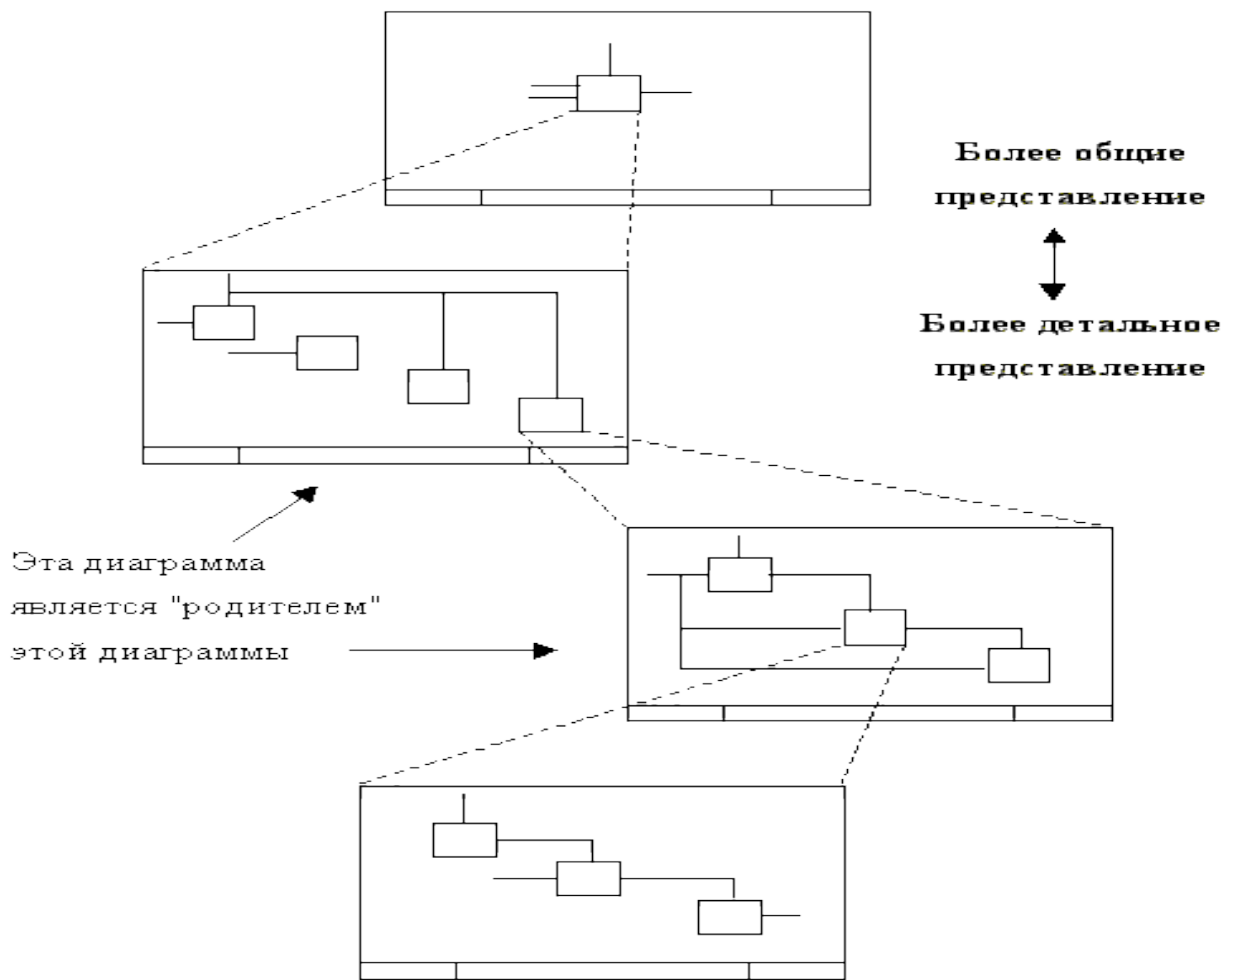 Более общие
представление
Более детальное
представление
Эта диаграмма
является "родителем"
этой диаграммы